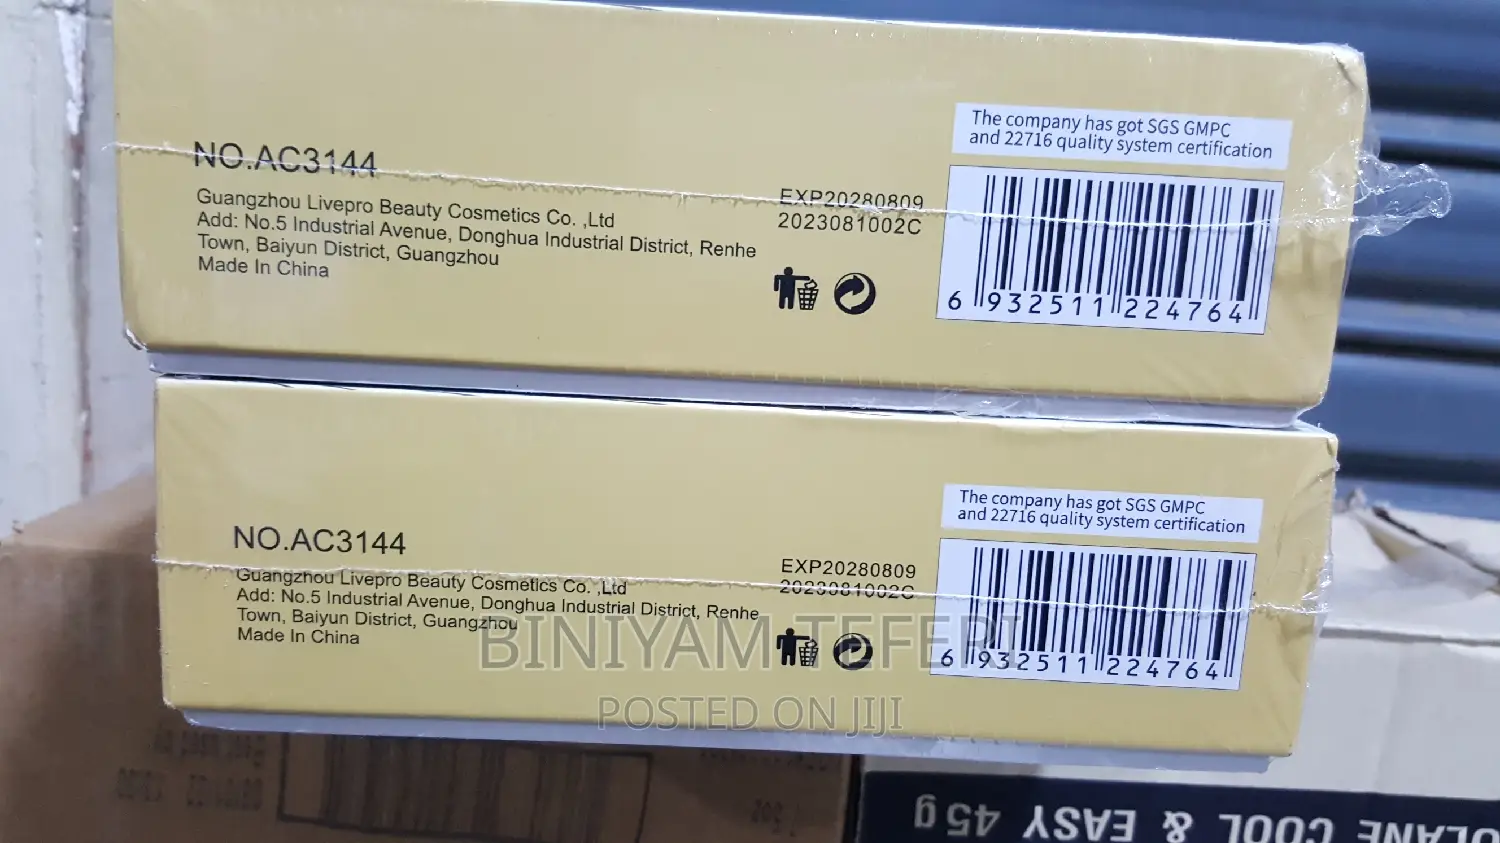 The company has got SGS GMPC
and 22716 quality system certification
NO.AC3144
Guangzhou Livepro Beauty Cosmetics Co. ,Ltd
Add: No.5 Industrial Avenue, Donghua Industrial District, Renhe
Town, Baiyun District, Guangzhou
Made In China
EXP20280809
2023081002C
6 932511 224764
The company has got SGS GMPC
and 22716 quality system certification
NO.AC3144
Guangzhou Livepro Beauty Cosmetics Co. ,Ltd
Add: No.5 Industrial Avenue, Donghua Industrial District, Renhe
Town, Baiyun District, Guangzhou
Made In China
EXP20280809
2023081002C
6 932511 224764
BINIYAM TEFERI
POSTED ON JIJI
COOL & EASY 45g